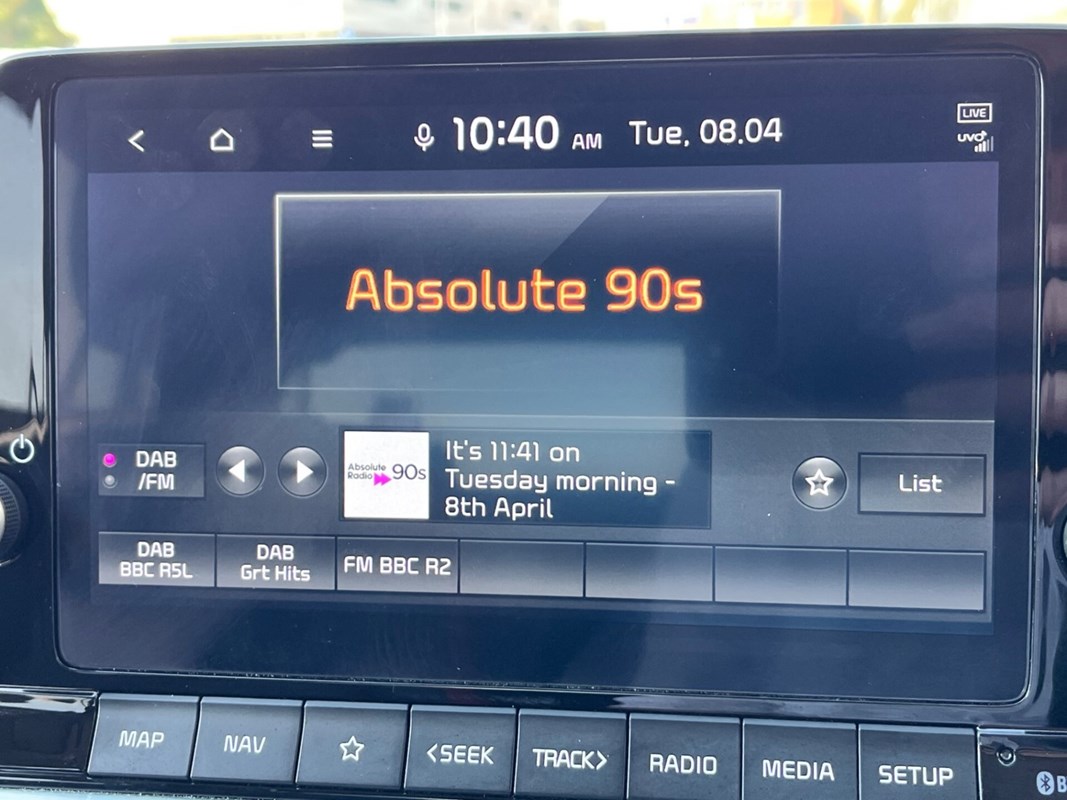 10:40 AM Tue, 08.04
LIVE
UVO
Absolute 90s
DAB
/FM
Absolute
Radio 90s
It's 11:41 on
Tuesday morning -
8th April
List
DAB
BBC R5L
DAB
Grt Hits
FM BBC R2
MAP
NAV
<SEEK
TRACK>
RADIO
MEDIA
SETUP
B